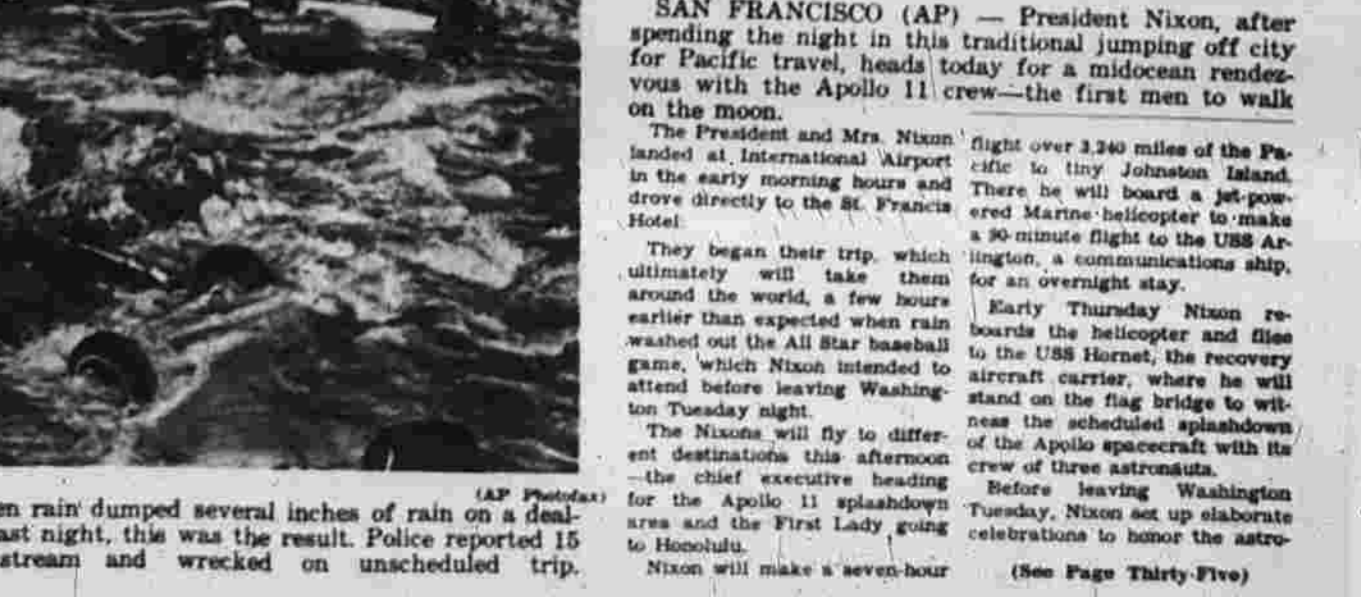 SAN FRANCISCO (AP) — President Nixon, after
spending the night in this traditional jumping off city
for Pacific travel, heads today for a midocean rendez-
vous with the Apollo 11 crew—the first men to walk
on the moon.
The President and Mrs. Nixon
landed at International Airport
in the early morning hours and
drove directly to the St. Francis
Hotel.
They began their trip, which
ultimately will take them
around the world, a few hours
earlier than expected when rain
washed out the All Star baseball
game, which Nixon intended to
attend before leaving Washing-
ton Tuesday night.
The Nixons will fly to differ-
ent destinations this afternoon
—the chief executive heading
for the Apollo 11 splashdown
area and the First Lady going
to Honolulu.
Nixon will make a seven-hour
flight over 3,240 miles of the Pa-
cific to tiny Johnston Island.
There he will board a jet-pow-
ered Marine helicopter to make
a 90-minute flight to the USS Ar-
lington, a communications ship,
for an overnight stay.
Early Thursday Nixon re-
boards the helicopter and flies
to the USS Hornet, the recovery
aircraft carrier, where he will
stand on the flag bridge to wit-
ness the scheduled splashdown
of the Apollo spacecraft with its
crew of three astronauts.
Before leaving Washington
Tuesday, Nixon set up elaborate
celebrations to honor the astro-
(See Page Thirty-Five)
(AP Photofax)
en rain dumped several inches of rain on a deal-
ast night, this was the result. Police reported 15
stream and wrecked on unscheduled trip.